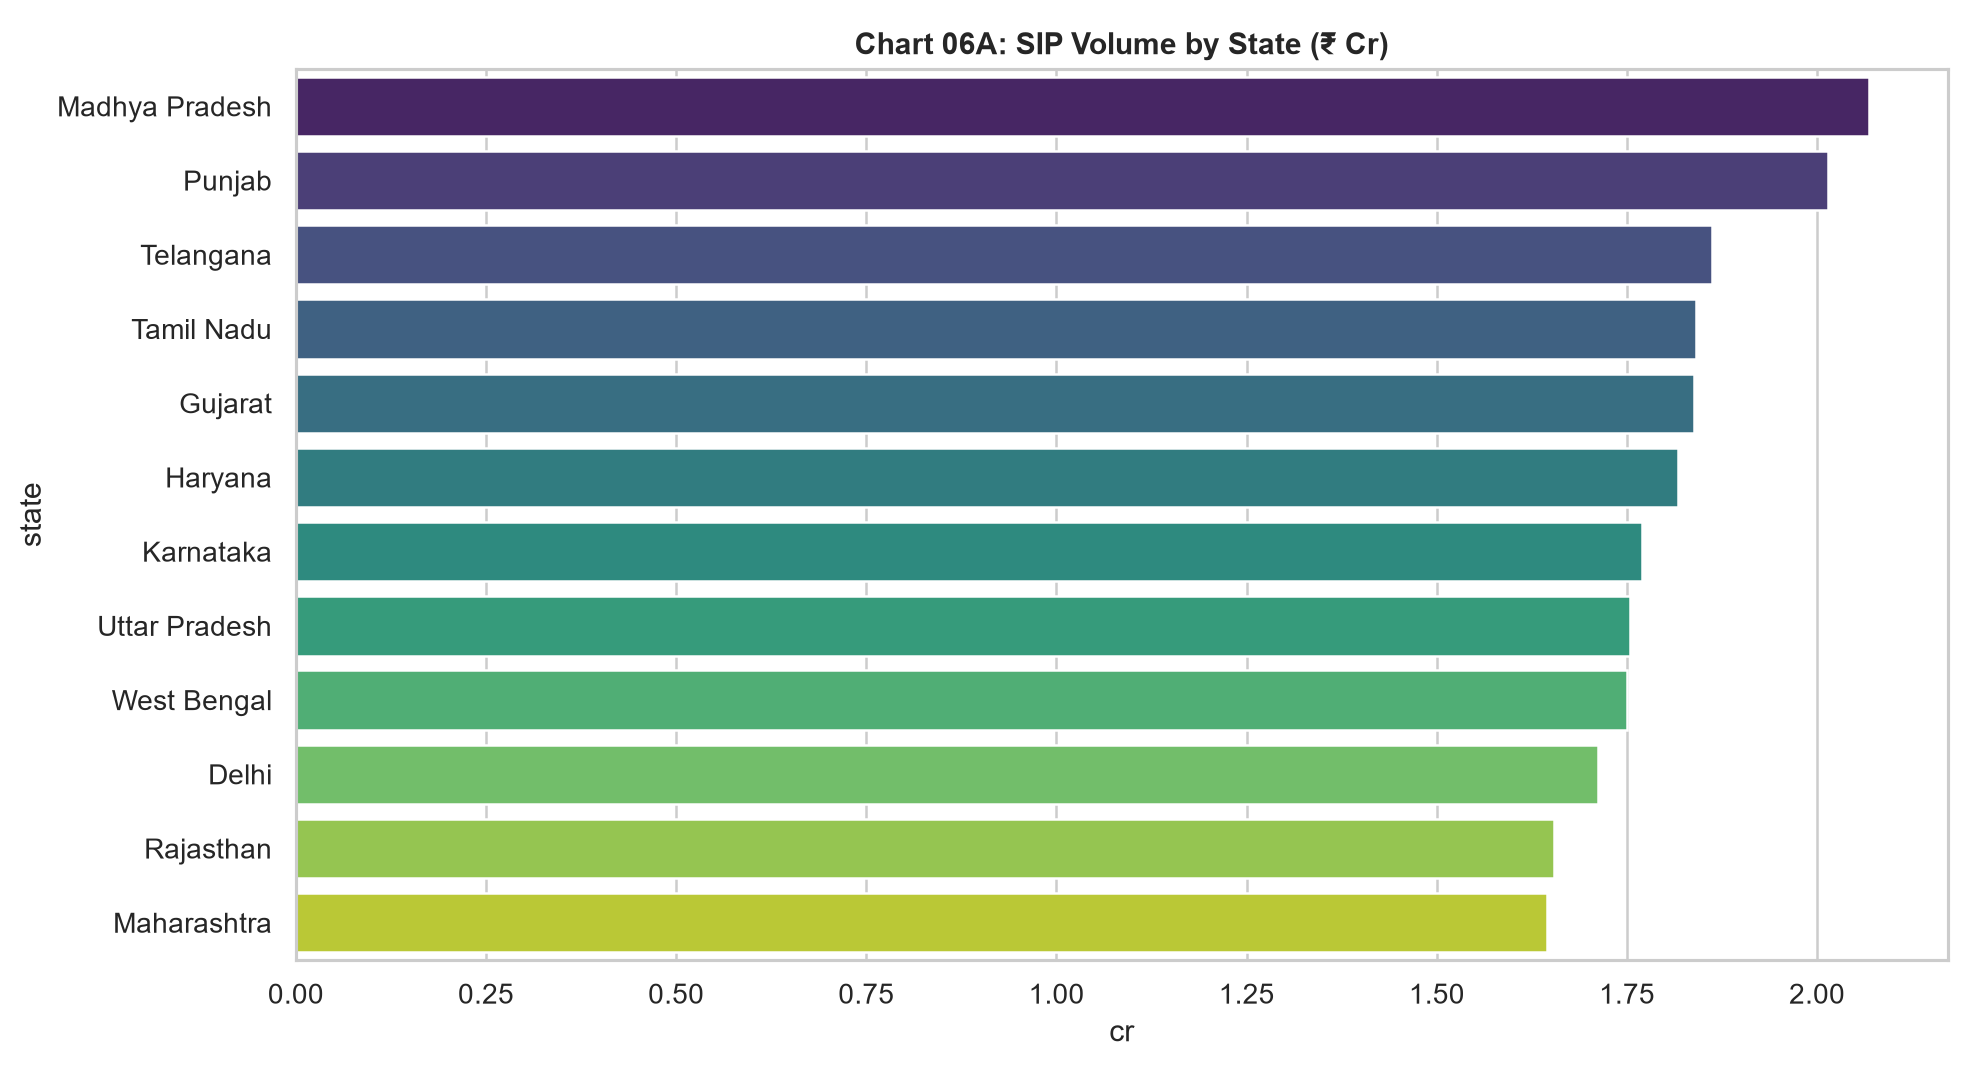 Chart 06A: SIP Volume by State (₹ Cr)
Madhya Pradesh
Punjab
Telangana
Tamil Nadu
Gujarat
Haryana
Karnataka
Uttar Pradesh
West Bengal
Delhi
Rajasthan
Maharashtra
state
0.00 0.25 0.50 0.75 1.00 1.25 1.50 1.75 2.00
cr